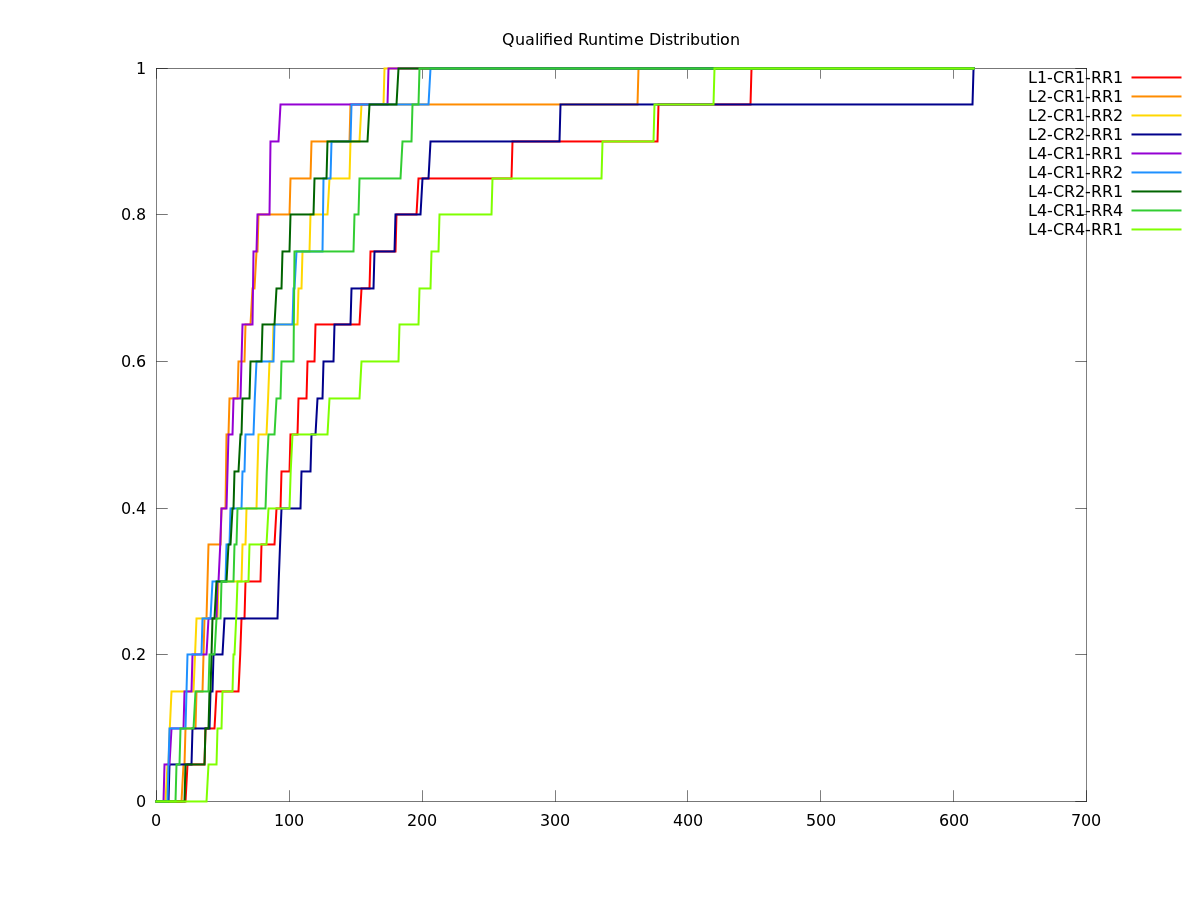 Qualified Runtime Distribution
1
0.8
0.6
0.4
0.2
0
0 100 200 300 400 500 600 700
L1-CR1-RR1
L2-CR1-RR1
L2-CR1-RR2
L2-CR2-RR1
L4-CR1-RR1
L4-CR1-RR2
L4-CR2-RR1
L4-CR1-RR4
L4-CR4-RR1